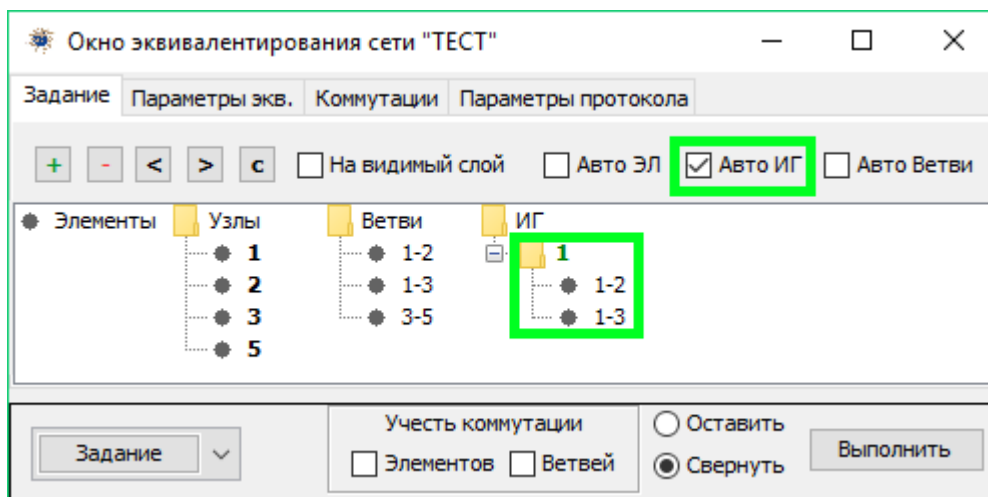 Окно эквивалентирования сети "ТЕСТ"
Задание Параметры экв. Коммутации Параметры протокола
+ - < > c На видимый слой Авто ЭЛ Авто ИГ Авто Ветви
Элементы Узлы Ветви ИГ
1 1-2 1
2 1-3 1-2
3 3-5 1-3
5
Учесть коммутации Оставить
Задание Элементов Ветвей Свернуть Выполнить